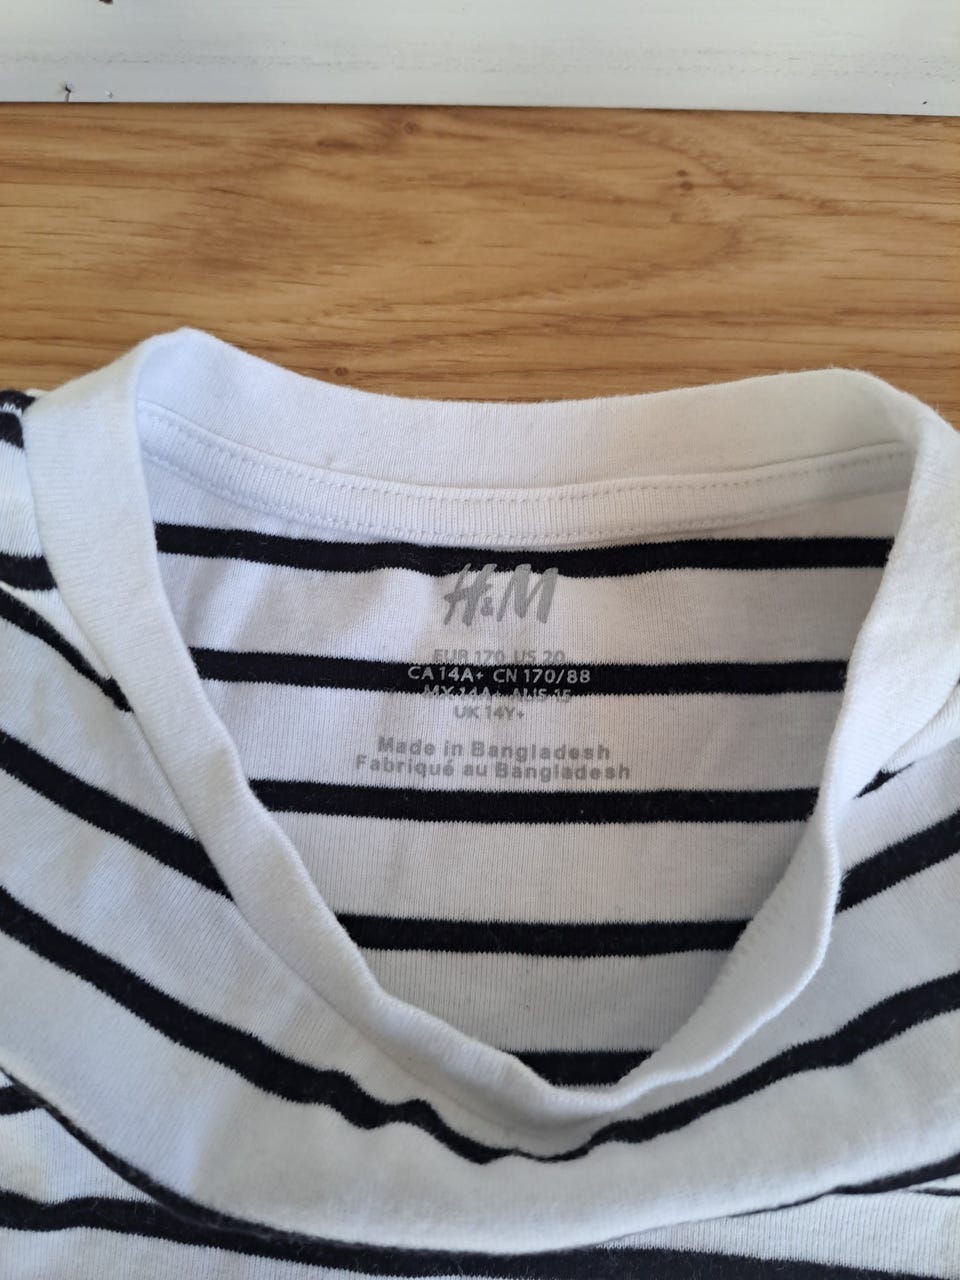 H&M
EUR 170 US 20
CA 14A+ CN 170/88
MX 14A+ AUS 15
UK 14Y+
Made in Bangladesh
Fabriqué au Bangladesh